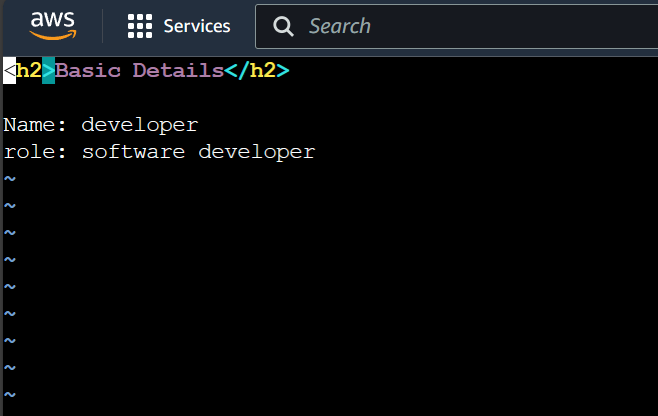 aws
Services
Search
<h2>Basic Details</h2>
Name: developer
role: software developer
~
~
~
~
~
~
~
~
~